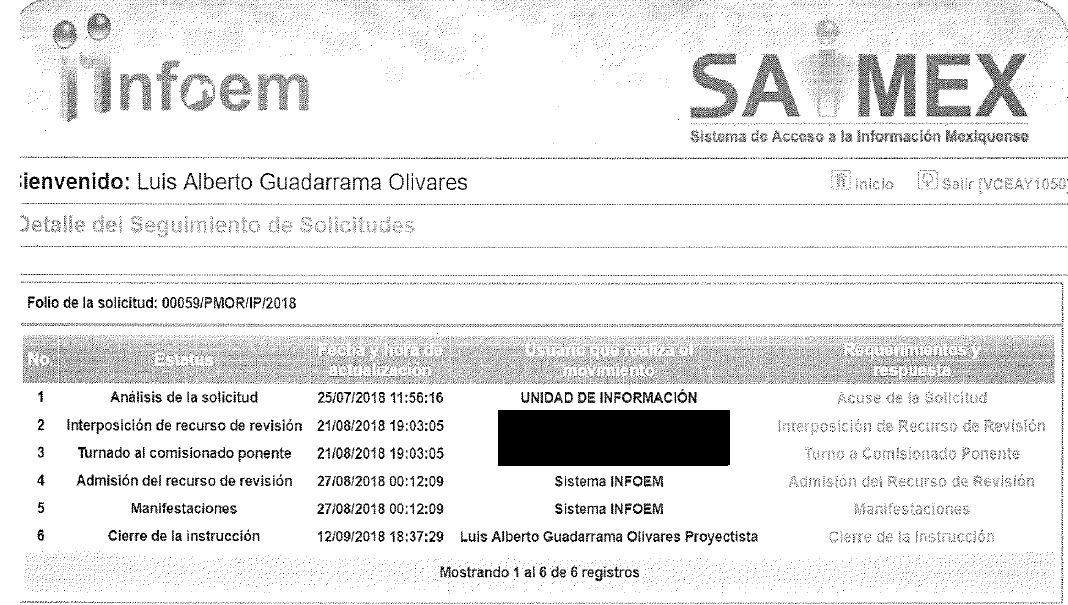 infoem
SAIMEX
Sistema de Acceso a la Información Mexiquense
ienvenido: Luis Alberto Guadarrama Olivares
Inicio Salir [VCEAY1050]
Detalle del Seguimiento de Solicitudes
Folio de la solicitud: 00059/PMOR/IP/2018
No. Estatus Fecha y hora de actualización Usuario que realiza el movimiento Requerimientos y respuesta
1 Análisis de la solicitud 25/07/2018 11:56:16 UNIDAD DE INFORMACIÓN Acuse de la Solicitud
2 Interposición de recurso de revisión 21/08/2018 19:03:05 Interposición de Recurso de Revisión
3 Turnado al comisionado ponente 21/08/2018 19:03:05 Turno a Comisionado Ponente
4 Admisión del recurso de revisión 27/08/2018 00:12:09 Sistema INFOEM Admisión del Recurso de Revisión
5 Manifestaciones 27/08/2018 00:12:09 Sistema INFOEM Manifestaciones
6 Cierre de la instrucción 12/09/2018 18:37:29 Luis Alberto Guadarrama Olivares Proyectista Cierre de la Instrucción
Mostrando 1 al 6 de 6 registros